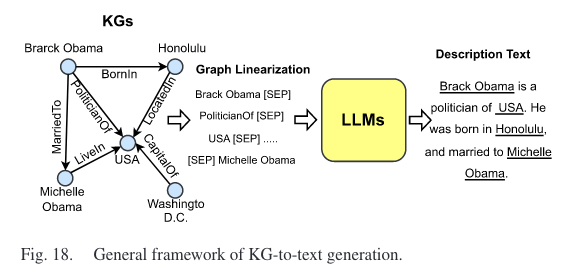 KGs
Brarck Obama
Honolulu
BornIn
PoliticianOf
LocatedIn
MarriedTo
LiveIn
USA
CapitalOf
Michelle
Obama
Washingto
D.C.
Graph Linearization
Brack Obama [SEP]
PoliticianOf [SEP]
USA [SEP] .....
[SEP] Michelle Obama
LLMs
Description Text
Brack Obama is a
politician of USA. He
was born in Honolulu,
and married to Michelle
Obama.
Fig. 18. General framework of KG-to-text generation.